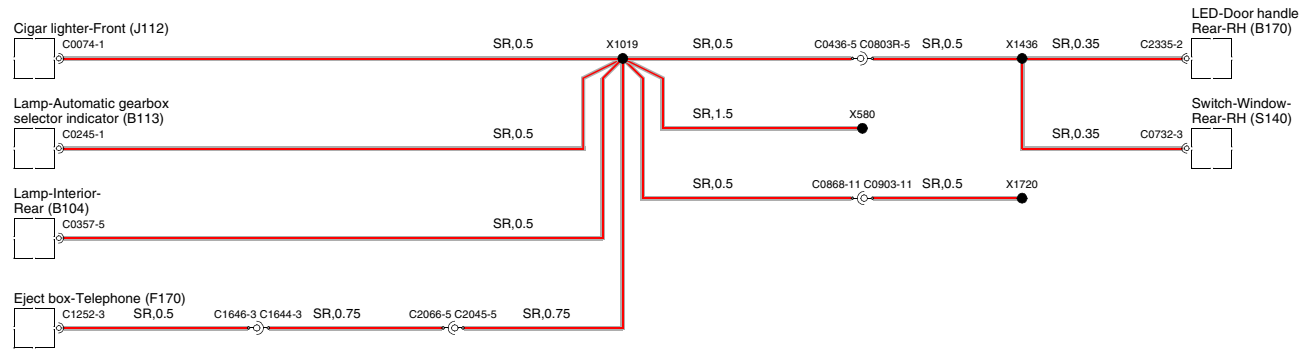 LED-Door handle
Rear-RH (B170)
Cigar lighter-Front (J112)
C0074-1
SR,0.5
X1019
SR,0.5
C0436-5 C0803R-5
SR,0.5
X1436
SR,0.35
C2335-2
Lamp-Automatic gearbox
selector indicator (B113)
C0245-1
SR,0.5
SR,1.5
X580
Switch-Window-
Rear-RH (S140)
SR,0.35
C0732-3
Lamp-Interior-
Rear (B104)
C0357-5
SR,0.5
SR,0.5
C0868-11 C0903-11
SR,0.5
X1720
Eject box-Telephone (F170)
C1252-3
SR,0.5
C1646-3 C1644-3
SR,0.75
C2066-5 C2045-5
SR,0.75